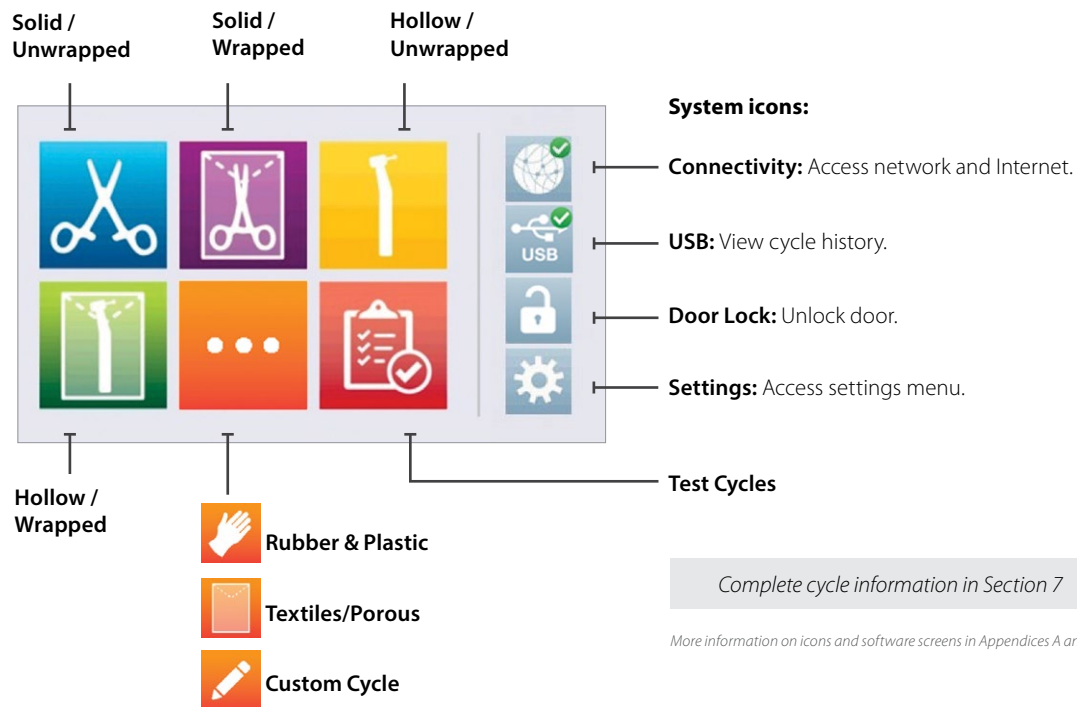 Solid /
Unwrapped
Solid /
Wrapped
Hollow /
Unwrapped
System icons:
Connectivity: Access network and Internet.
USB
USB: View cycle history.
Door Lock: Unlock door.
Settings: Access settings menu.
Hollow /
Wrapped
Test Cycles
Rubber & Plastic
Textiles/Porous
Custom Cycle
Complete cycle information in Section 7
More information on icons and software screens in Appendices A